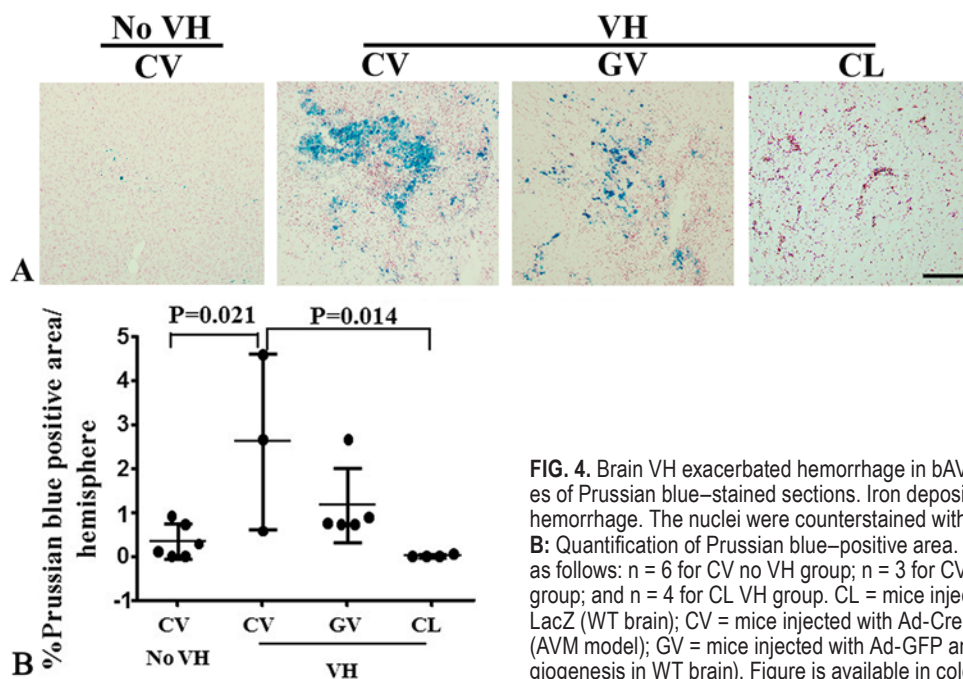 No VH
VH
CV
CV
GV
CL
A
P=0.021
P=0.014
%Prussian blue positive area/
hemisphere
5
4
3
2
1
0
-1
CV
CV
GV
CL
No VH
VH
B
FIG. 4. Brain VH exacerbated hemorrhage in bAV
es of Prussian blue–stained sections. Iron deposi
hemorrhage. The nuclei were counterstained with
B: Quantification of Prussian blue–positive area.
as follows: n = 6 for CV no VH group; n = 3 for CV
group; and n = 4 for CL VH group. CL = mice injec
LacZ (WT brain); CV = mice injected with Ad-Cre
(AVM model); GV = mice injected with Ad-GFP an
giogenesis in WT brain). Figure is available in colo